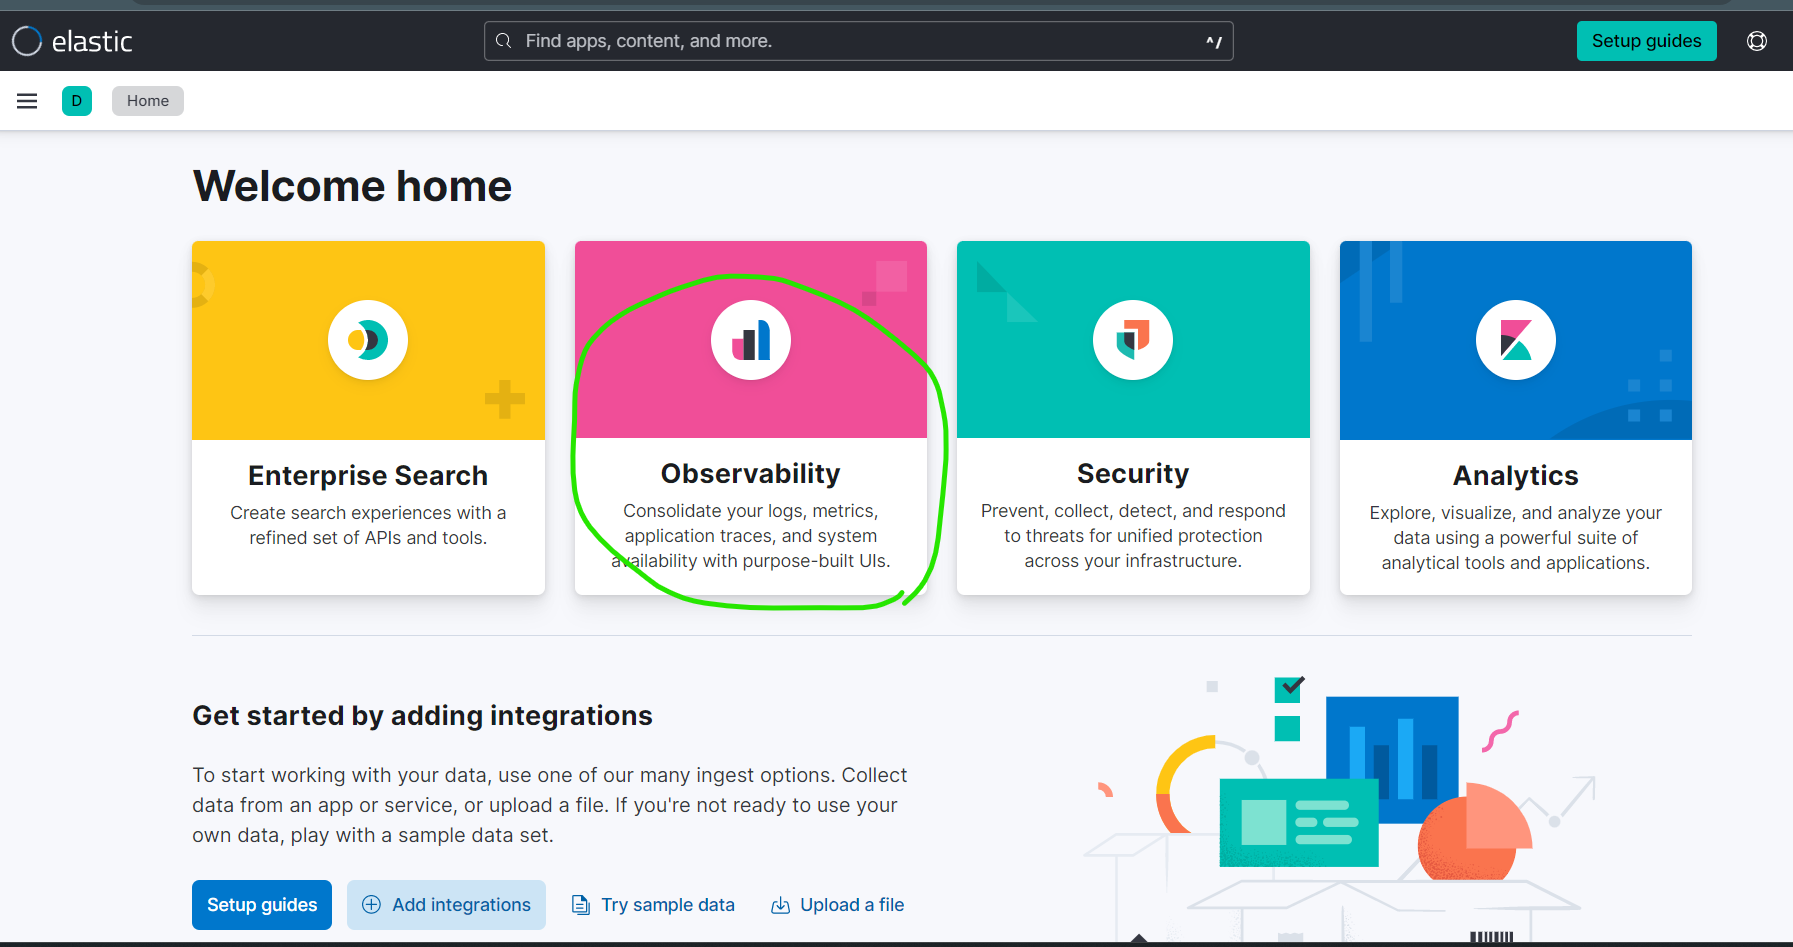 elastic
Find apps, content, and more.
^/
Setup guides
D
Home
Welcome home
Enterprise Search
Create search experiences with a
refined set of APIs and tools.
Observability
Consolidate your logs, metrics,
application traces, and system
availability with purpose-built UIs.
Security
Prevent, collect, detect, and respond
to threats for unified protection
across your infrastructure.
Analytics
Explore, visualize, and analyze your
data using a powerful suite of
analytical tools and applications.
Get started by adding integrations
To start working with your data, use one of our many ingest options. Collect
data from an app or service, or upload a file. If you're not ready to use your
own data, play with a sample data set.
Setup guides
Add integrations
Try sample data
Upload a file